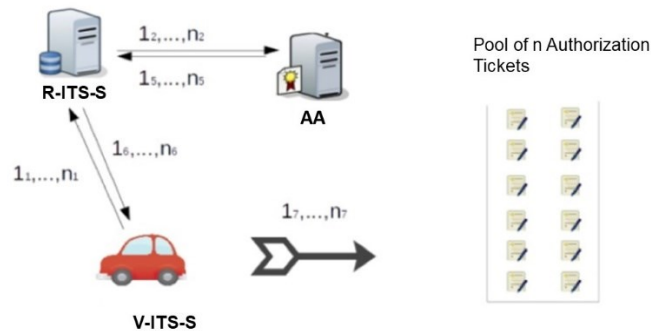 1₂,...,n₂
1₅,...,n₅
R-ITS-S
AA
Pool of n Authorization
Tickets
1₁,...,n₁
1₆,...,n₆
1₇,...,n₇
V-ITS-S